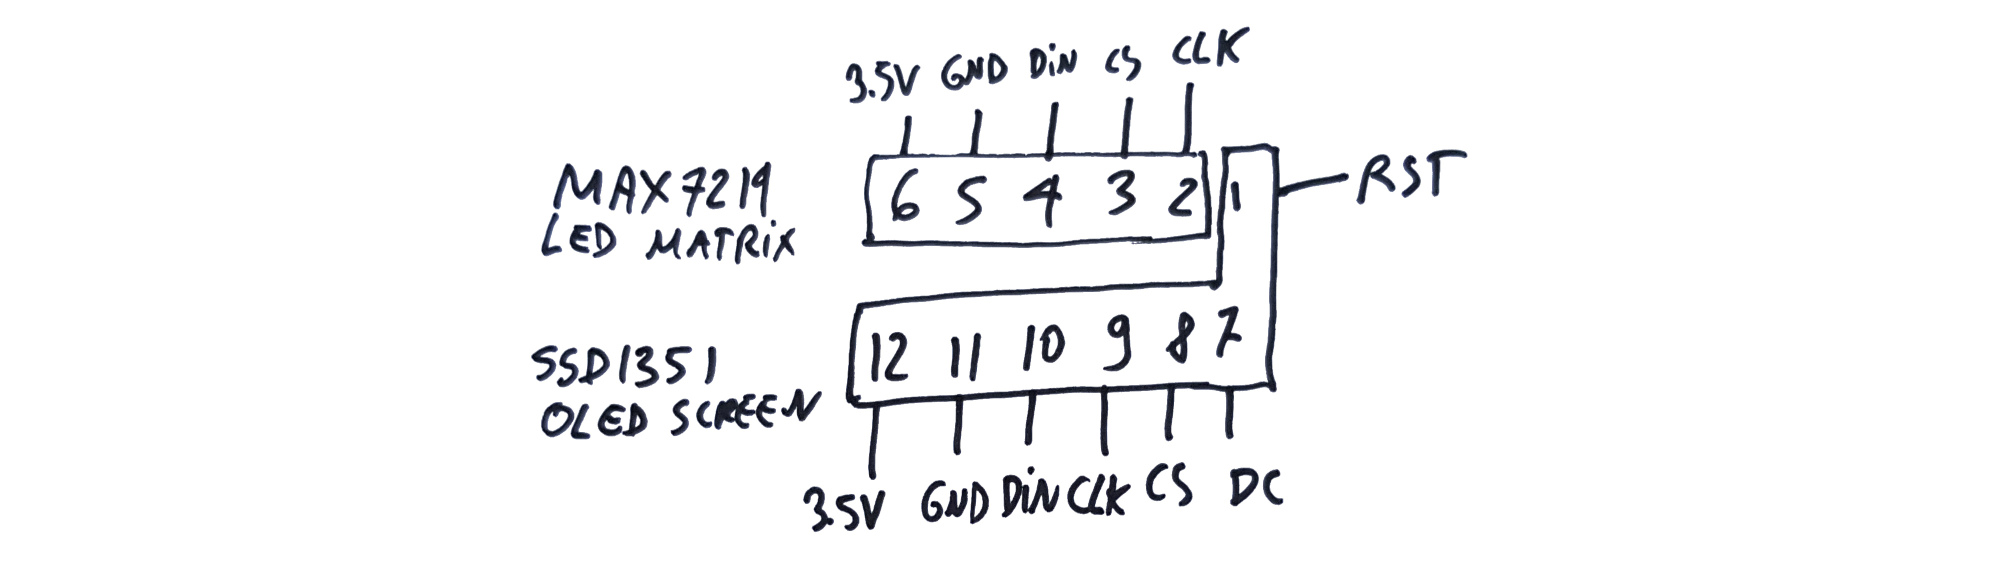 3.5V GND DiN CS CLK
MAX7219
LED MATRiX
6 5 4 3 2 1
RST
12 11 10 9 8 7
SSD1351
OLED SCREEN
3.5V GND DiN CLK CS DC